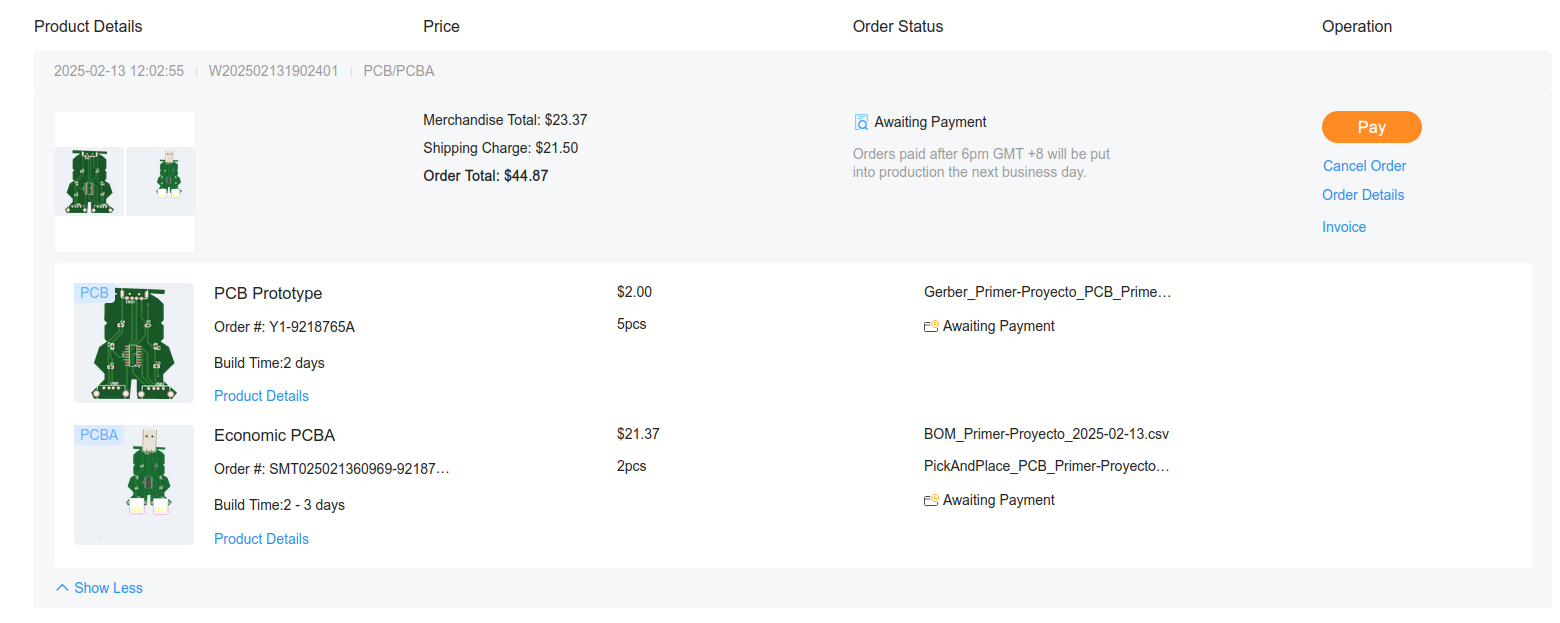 Product Details Price Order Status Operation
2025-02-13 12:02:55 | W202502131902401 | PCB/PCBA
Merchandise Total: $23.37
Shipping Charge: $21.50
Order Total: $44.87
Awaiting Payment
Orders paid after 6pm GMT +8 will be put
into production the next business day.
Pay
Cancel Order
Order Details
Invoice
PCB
PCB Prototype
Order #: Y1-9218765A
Build Time:2 days
Product Details
$2.00
5pcs
Gerber_Primer-Proyecto_PCB_Prime…
Awaiting Payment
PCBA
Economic PCBA
Order #: SMT025021360969-92187…
Build Time:2 - 3 days
Product Details
$21.37
2pcs
BOM_Primer-Proyecto_2025-02-13.csv
PickAndPlace_PCB_Primer-Proyecto…
Awaiting Payment
Show Less